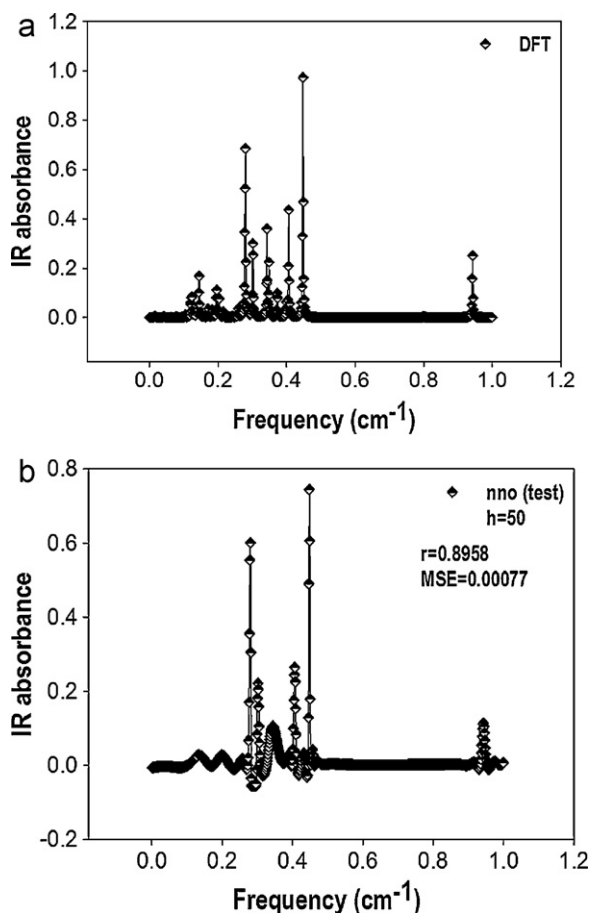 a
DFT
1.2
1.0
0.8
0.6
0.4
0.2
0.0
IR absorbance
0.0 0.2 0.4 0.6 0.8 1.0 1.2
Frequency (cm⁻¹)
b
nno (test)
h=50
r=0.8958
MSE=0.00077
0.8
0.6
0.4
0.2
0.0
-0.2
IR absorbance
0.0 0.2 0.4 0.6 0.8 1.0 1.2
Frequency (cm⁻¹)